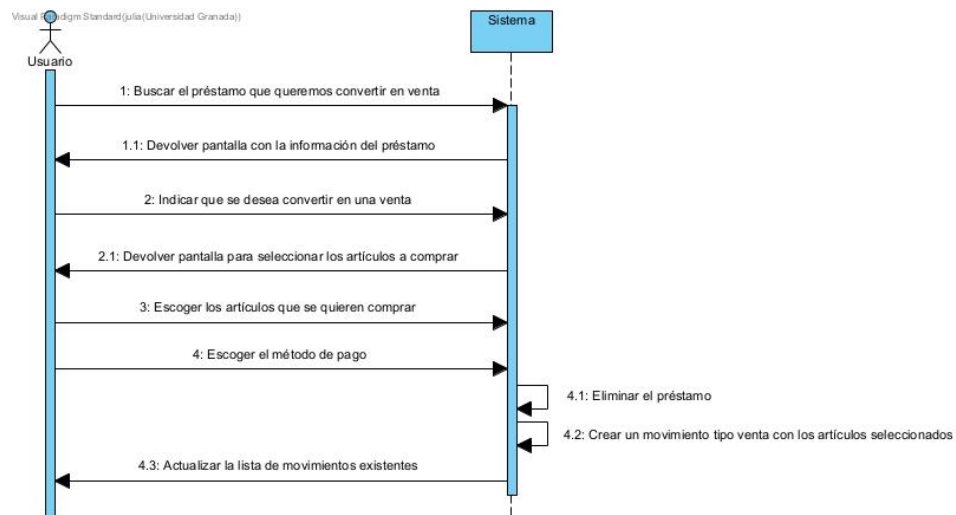 Visual Paradigm Standard(julia(Universidad Granada))
Sistema
Usuario
1: Buscar el préstamo que queremos convertir en venta
1.1: Devolver pantalla con la información del préstamo
2: Indicar que se desea convertir en una venta
2.1: Devolver pantalla para seleccionar los artículos a comprar
3: Escoger los artículos que se quieren comprar
4: Escoger el método de pago
4.1: Eliminar el préstamo
4.2: Crear un movimiento tipo venta con los artículos seleccionados
4.3: Actualizar la lista de movimientos existentes